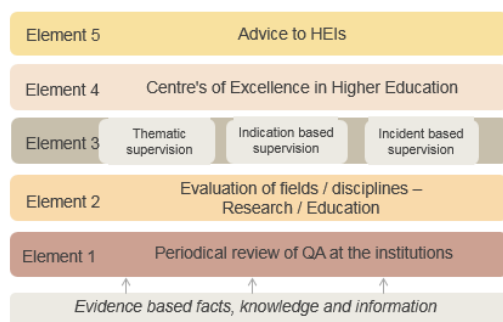 Element 5
Advice to HEIs
Element 4
Centre's of Excellence in Higher Education
Element 3
Thematic
supervision
Indication based
supervision
Incident based
supervision
Element 2
Evaluation of fields / disciplines –
Research / Education
Element 1
Periodical review of QA at the institutions
Evidence based facts, knowledge and information